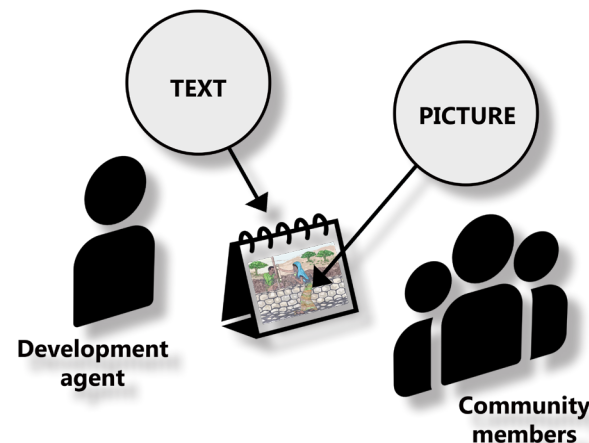 TEXT
PICTURE
Development
agent
Community
members